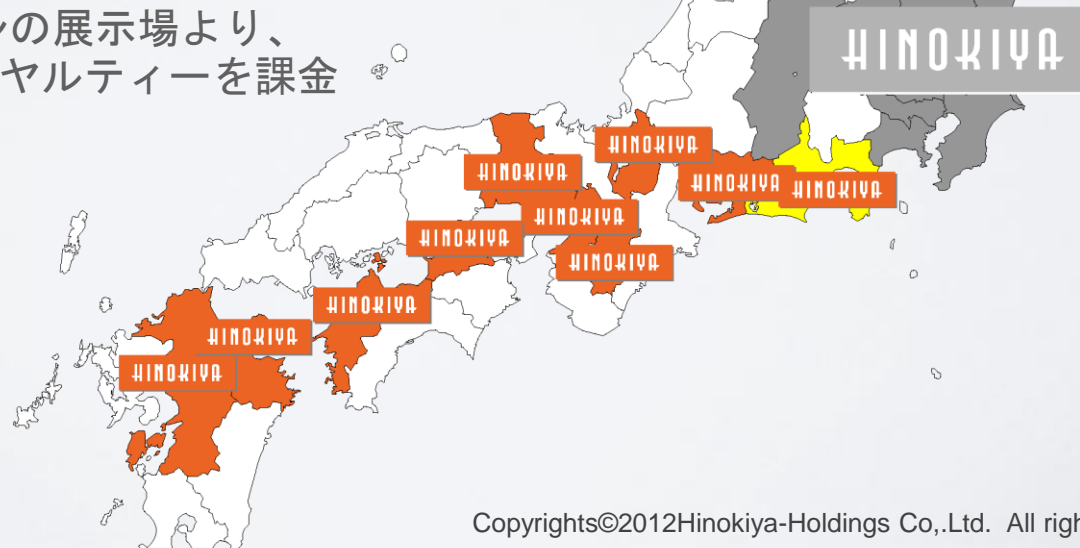 ンの展示場より、
ヤルティーを課金
HINOKIYA
HINOKIYA
HINOKIYA
HINOKIYA
HINOKIYA
HINOKIYA
HINOKIYA
HINOKIYA
HINOKIYA
HINOKIYA
HINOKIYA
Copyrights©2012Hinokiya-Holdings Co,.Ltd. All righ